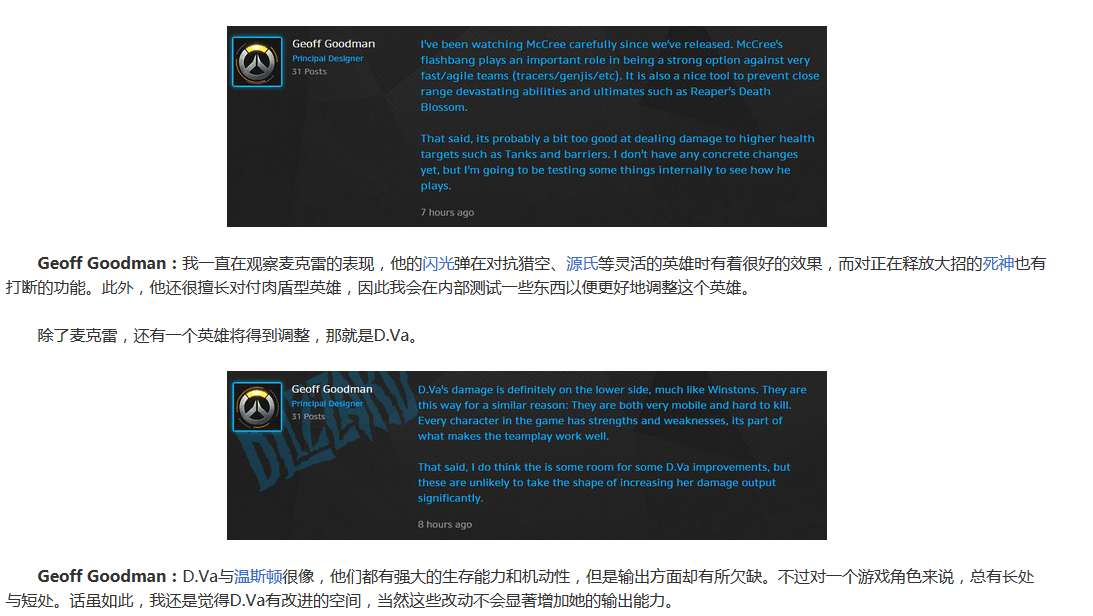 Geoff Goodman
Principal Designer
31 Posts
I've been watching McCree carefully since we've released. McCree's
flashbang plays an important role in being a strong option against very
fast/agile teams (tracers/genjis/etc). It is also a nice tool to prevent close
range devastating abilities and ultimates such as Reaper's Death
Blossom.
That said, its probably a bit too good at dealing damage to higher health
targets such as Tanks and barriers. I don't have any concrete changes
yet, but I'm going to be testing some things internally to see how he
plays.
7 hours ago
Geoff Goodman：我一直在观察麦克雷的表现，他的闪光弹在对抗猎空、源氏等灵活的英雄时有着很好的效果，而对正在释放大招的死神也有
打断的功能。此外，他还很擅长对付肉盾型英雄，因此我会在内部测试一些东西以便更好地调整这个英雄。
除了麦克雷，还有一个英雄将得到调整，那就是D.Va。
BLIZZARD
Geoff Goodman
Principal Designer
31 Posts
D.Va's damage is definitely on the lower side, much like Winstons. They are
this way for a similar reason: They are both very mobile and hard to kill.
Every character in the game has strengths and weaknesses, its part of
what makes the teamplay work well.
That said, I do think the is some room for some D.Va improvements, but
these are unlikely to take the shape of increasing her damage output
significantly.
8 hours ago
Geoff Goodman：D.Va与温斯顿很像，他们都有强大的生存能力和机动性，但是输出方面却有所欠缺。不过对一个游戏角色来说，总有长处
与短处。话虽如此，我还是觉得D.Va有改进的空间，当然这些改动不会显著增加她的输出能力。